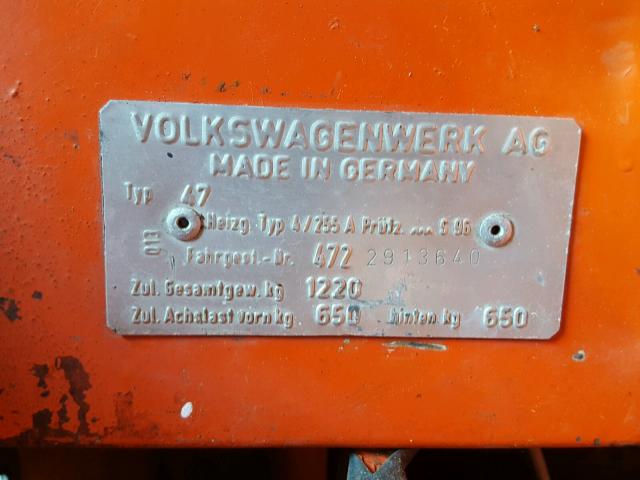 VOLKSWAGENWERK AG
MADE IN GERMANY
Typ 47
Heizg. Typ 4/255 A Prüfz. ... S 96
013
Fahrgest.-Nr. 472 2913640
Zul. Gesamtgew. kg 1220
Zul. Achslast vorn kg 650 hinten kg 650